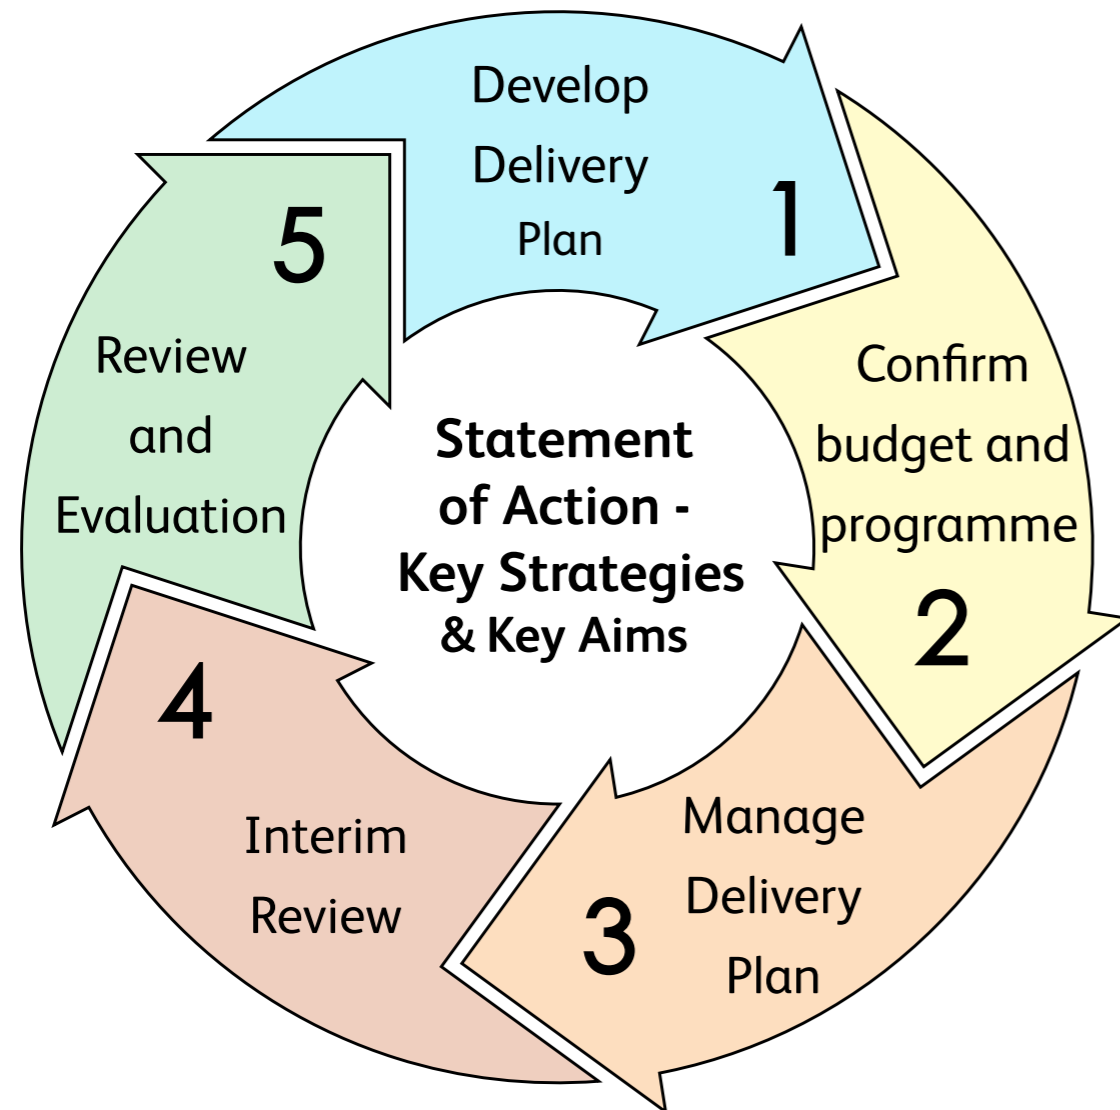 Develop
Delivery
Plan
1
Confirm
budget and
programme
2
Manage
Delivery
Plan
3
Interim
Review
4
Review
and
Evaluation
5
Statement
of Action -
Key Strategies
& Key Aims